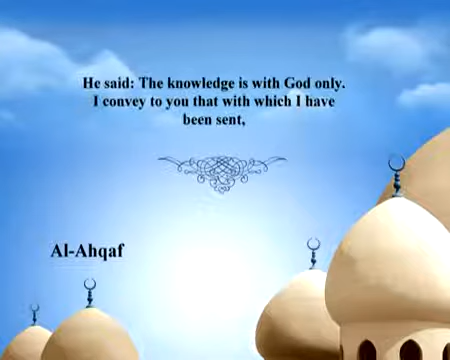 He said: The knowledge is with God only.
I convey to you that with which I have
been sent,
Al-Ahqaf